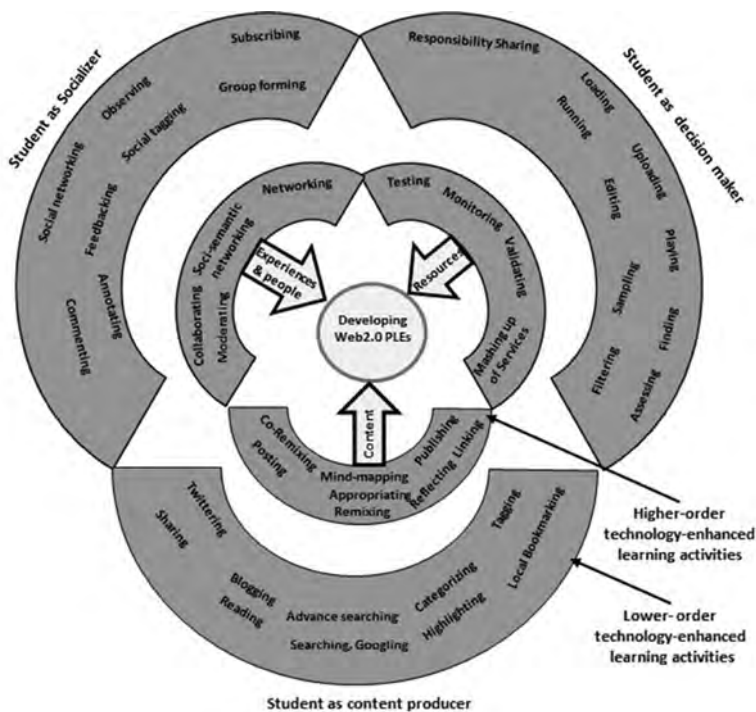 Student as Socializer
Subscribing
Group forming
Observing
Social tagging
Social networking
Feedbacking
Annotating
Commenting
Student as decision maker
Responsibility Sharing
Loading
Running
Uploading
Editing
Playing
Sampling
Finding
Filtering
Assessing
Networking
Soci-semantic
networking
Collaborating
Moderating
Testing
Monitoring
Validating
Mashing up
of Services
Experiences
& people
Resources
Developing
Web2.0 PLEs
Content
Co-Remixing
Posting
Mind-mapping
Appropriating
Remixing
Publishing
Linking
Reflecting
Twittering
Sharing
Blogging
Reading
Advance searching
Searching, Googling
Categorizing
Highlighting
Tagging
Local Bookmarking
Higher-order
technology-enhanced
learning activities
Lower- order
technology-enhanced
learning activities
Student as content producer